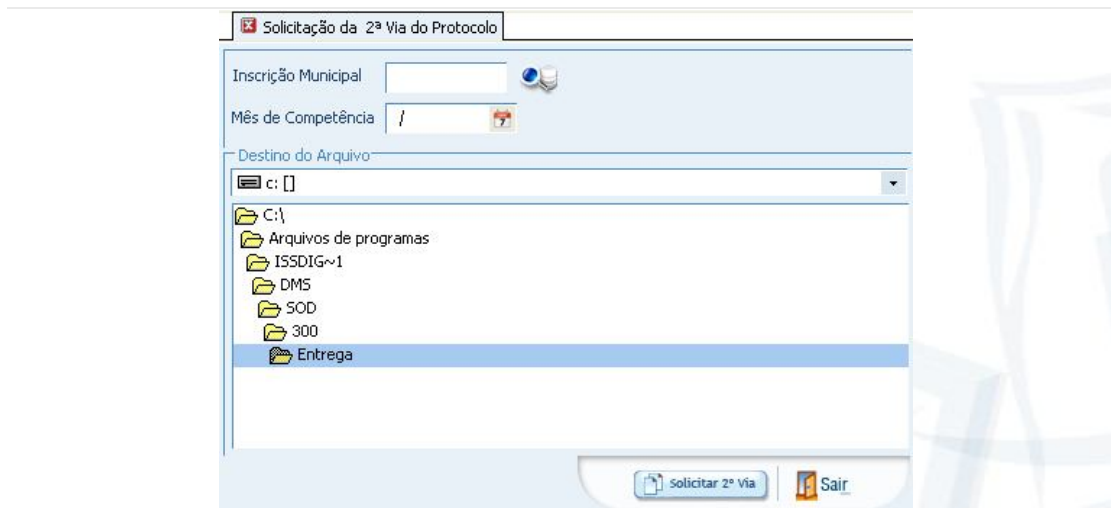 Solicitação da 2ª Via do Protocolo
Inscrição Municipal
Mês de Competência /
7
Destino do Arquivo
c: []
C:\
Arquivos de programas
ISSDIG~1
DMS
SOD
300
Entrega
Solicitar 2º Via
Sair